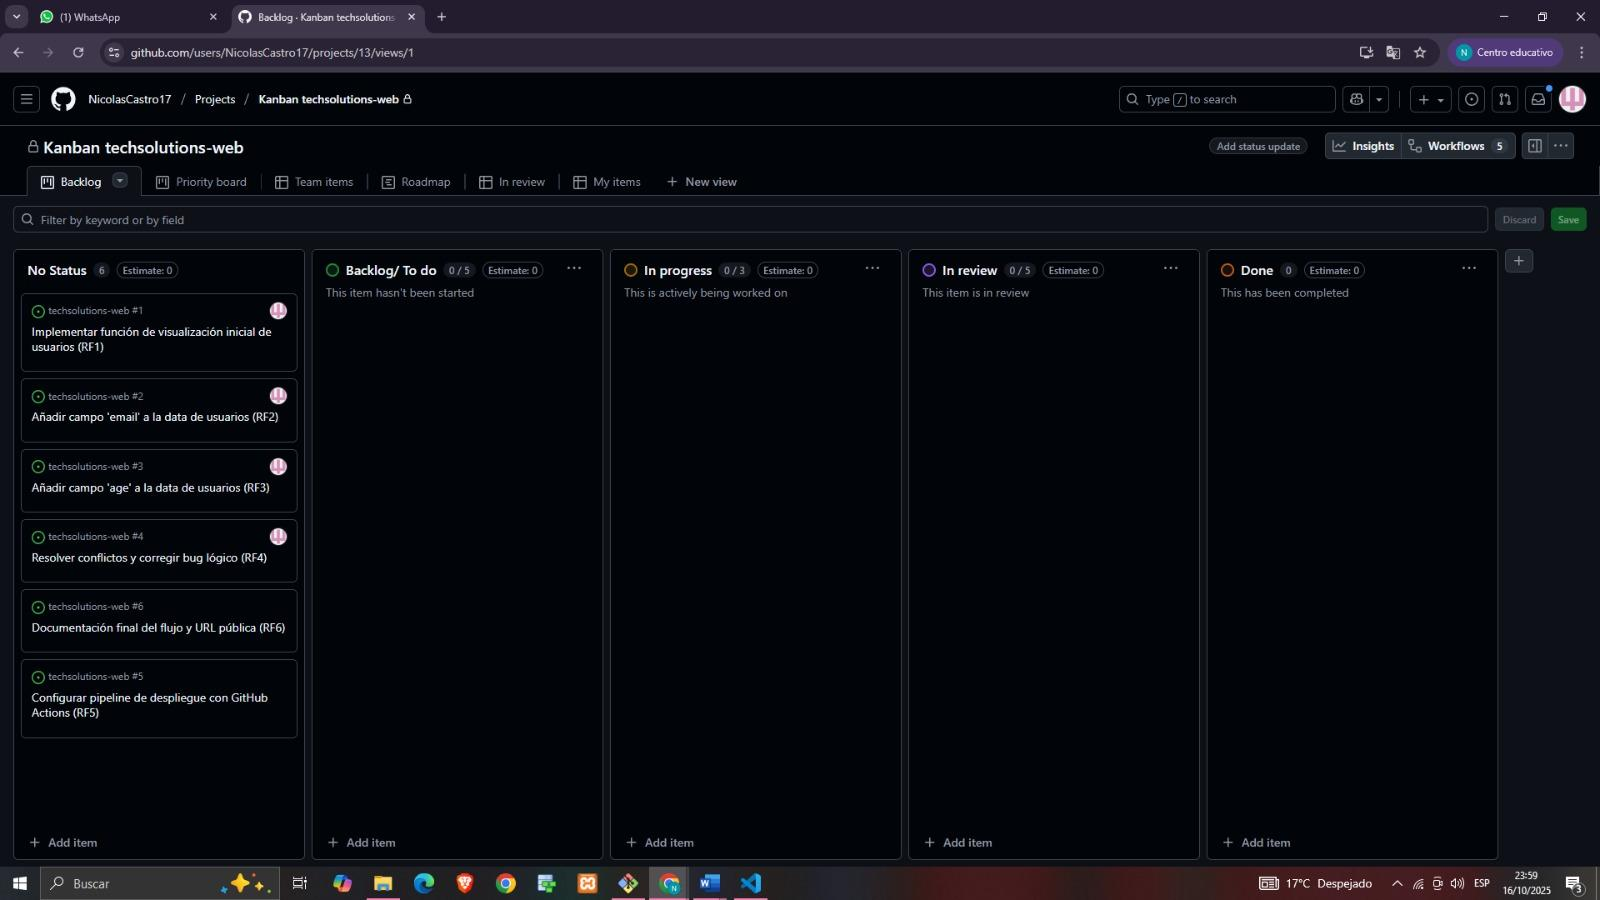 (1) WhatsApp
Backlog · Kanban techsolutions
github.com/users/NicolasCastro17/projects/13/views/1
N Centro educativo
NicolasCastro17 / Projects / Kanban techsolutions-web
Type / to search
Kanban techsolutions-web
Add status update
Insights
Workflows 5
Backlog
Priority board
Team items
Roadmap
In review
My items
New view
Filter by keyword or by field
Discard
Save
No Status 6 Estimate: 0
techsolutions-web #1
Implementar función de visualización inicial de
usuarios (RF1)
techsolutions-web #2
Añadir campo 'email' a la data de usuarios (RF2)
techsolutions-web #3
Añadir campo 'age' a la data de usuarios (RF3)
techsolutions-web #4
Resolver conflictos y corregir bug lógico (RF4)
techsolutions-web #6
Documentación final del flujo y URL pública (RF6)
techsolutions-web #5
Configurar pipeline de despliegue con GitHub
Actions (RF5)
Add item
Backlog/ To do 0 / 5 Estimate: 0
This item hasn't been started
Add item
In progress 0 / 3 Estimate: 0
This is actively being worked on
Add item
In review 0 / 5 Estimate: 0
This item is in review
Add item
Done 0 Estimate: 0
This has been completed
Add item
Buscar
17°C Despejado
ESP
23:59
16/10/2025
3